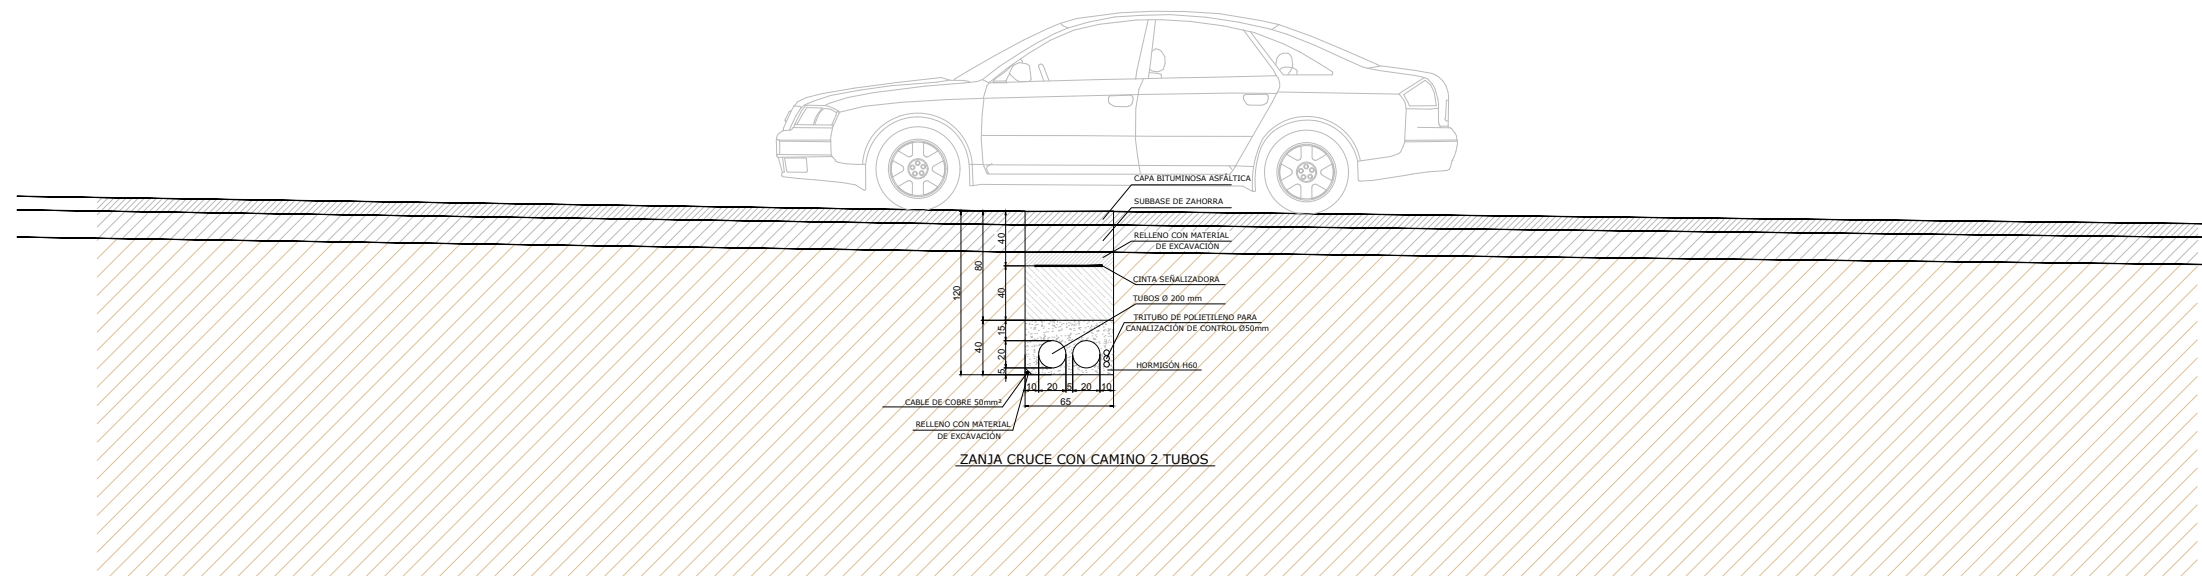 CAPA BITUMINOSA ASFÁLTICA
SUBBASE DE ZAHORRA
RELLENO CON MATERIAL
DE EXCAVACIÓN
CINTA SEÑALIZADORA
TUBOS Ø 200 mm
TRITUBO DE POLIETILENO PARA
CANALIZACIÓN DE CONTROL Ø50mm
HORMIGÓN H60
40
80
120
40
15
40
20
5
10 20 5 20 10
65
CABLE DE COBRE 50mm²
RELLENO CON MATERIAL
DE EXCAVACIÓN
ZANJA CRUCE CON CAMINO 2 TUBOS